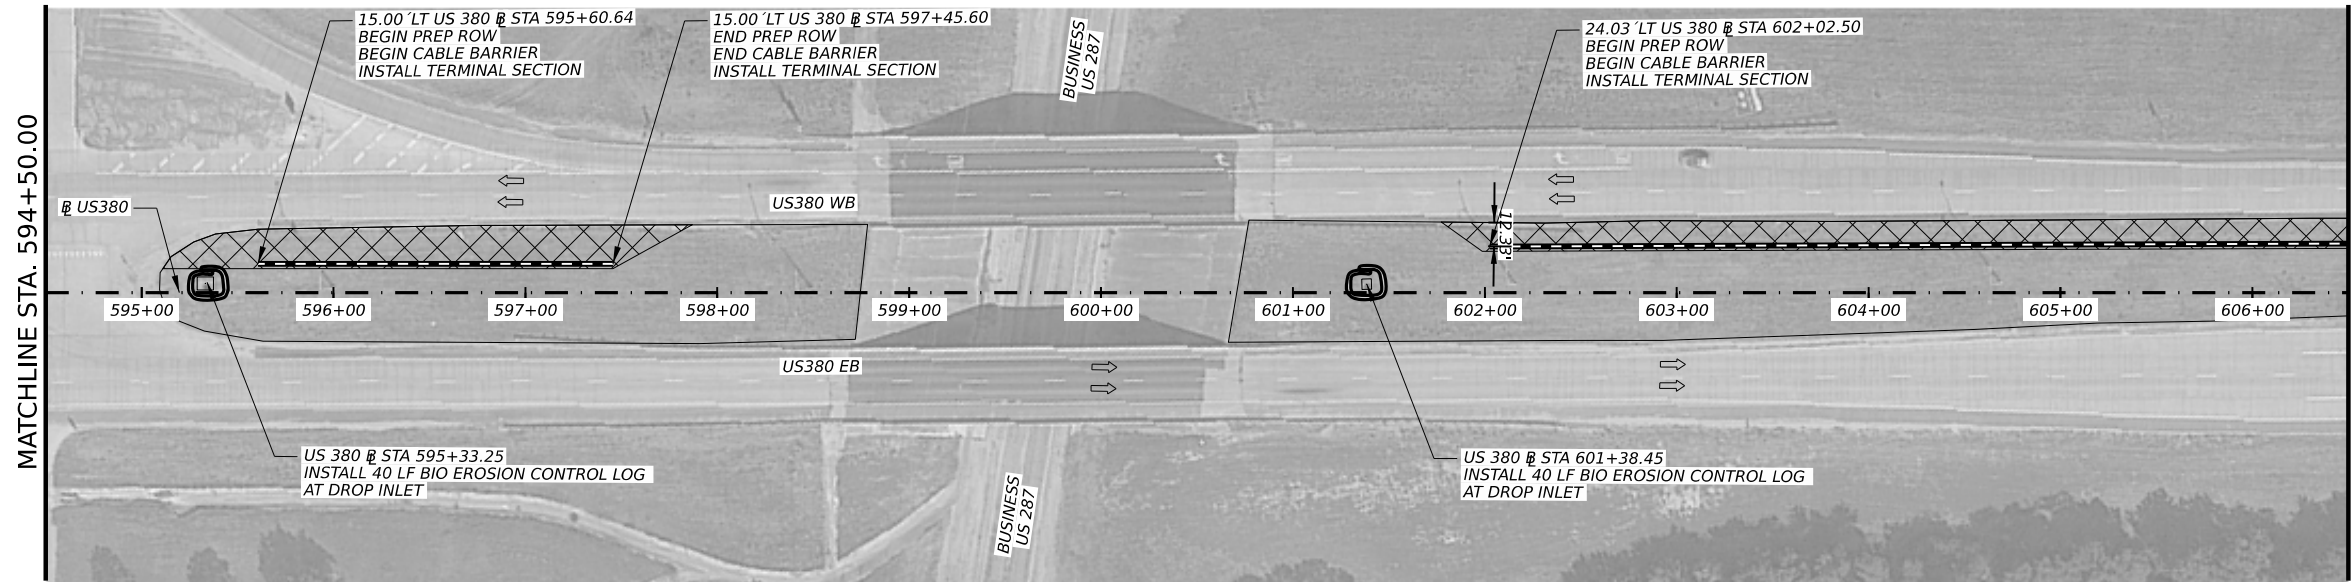 MATCHLINE STA. 594+50.00
15.00´LT US 380 ⅊ STA 595+60.64
BEGIN PREP ROW
BEGIN CABLE BARRIER
INSTALL TERMINAL SECTION
15.00´LT US 380 ⅊ STA 597+45.60
END PREP ROW
END CABLE BARRIER
INSTALL TERMINAL SECTION
BUSINESS
US 287
24.03´LT US 380 ⅊ STA 602+02.50
BEGIN PREP ROW
BEGIN CABLE BARRIER
INSTALL TERMINAL SECTION
⅊ US380
US380 WB
12.33'
595+00
596+00
597+00
598+00
599+00
600+00
601+00
602+00
603+00
604+00
605+00
606+00
US380 EB
US 380 ⅊ STA 595+33.25
INSTALL 40 LF BIO EROSION CONTROL LOG
AT DROP INLET
BUSINESS
US 287
US 380 ⅊ STA 601+38.45
INSTALL 40 LF BIO EROSION CONTROL LOG
AT DROP INLET